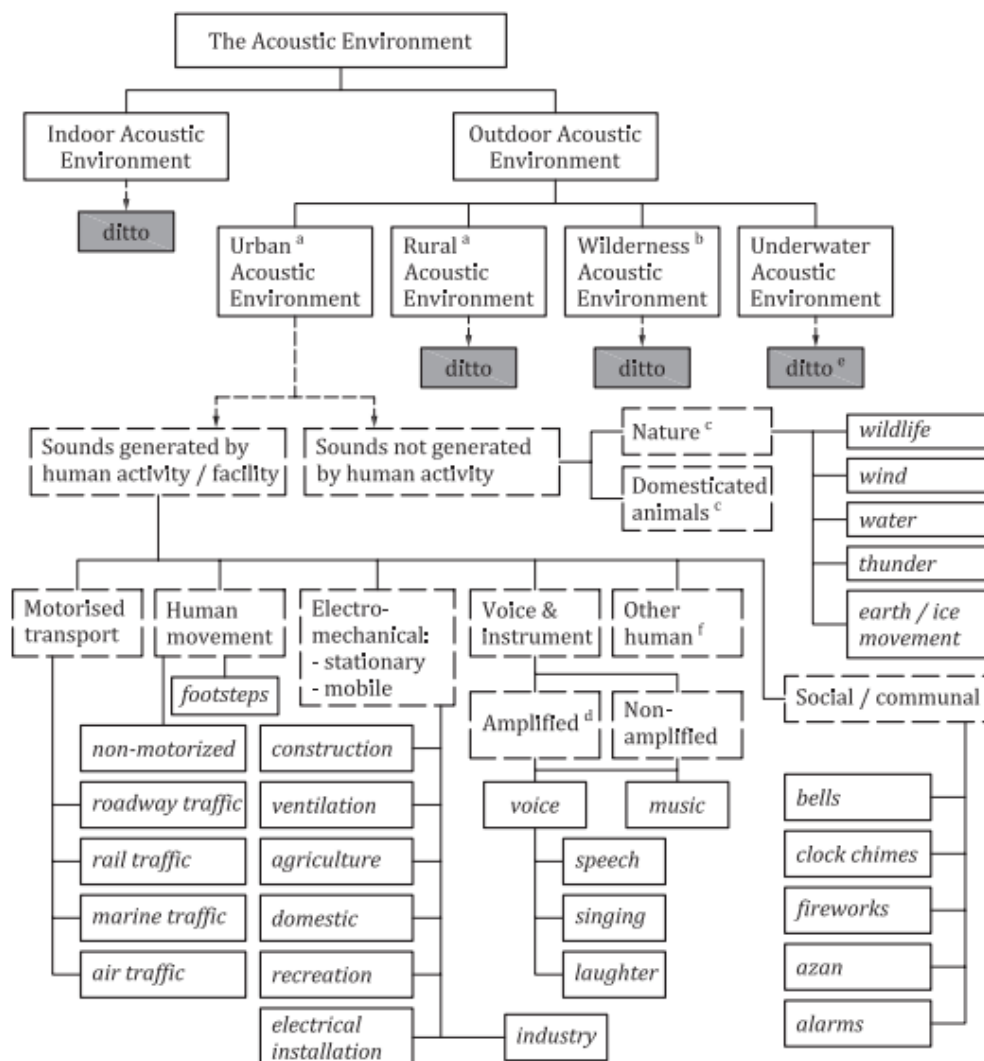 The Acoustic Environment
Indoor Acoustic
Environment
Outdoor Acoustic
Environment
ditto
Urban a
Acoustic
Environment
Rural a
Acoustic
Environment
Wilderness b
Acoustic
Environment
Underwater
Acoustic
Environment
ditto
ditto
ditto e
Sounds generated by
human activity / facility
Sounds not generated
by human activity
Nature c
Domesticated
animals c
wildlife
wind
water
thunder
earth / ice
movement
Motorised
transport
Human
movement
Electro-
mechanical:
- stationary
- mobile
Voice &
instrument
Other
human f
Social / communal
footsteps
non-motorized
roadway traffic
rail traffic
marine traffic
air traffic
construction
ventilation
agriculture
domestic
recreation
electrical
installation
industry
Amplified d
Non-
amplified
voice
music
speech
singing
laughter
bells
clock chimes
fireworks
azan
alarms